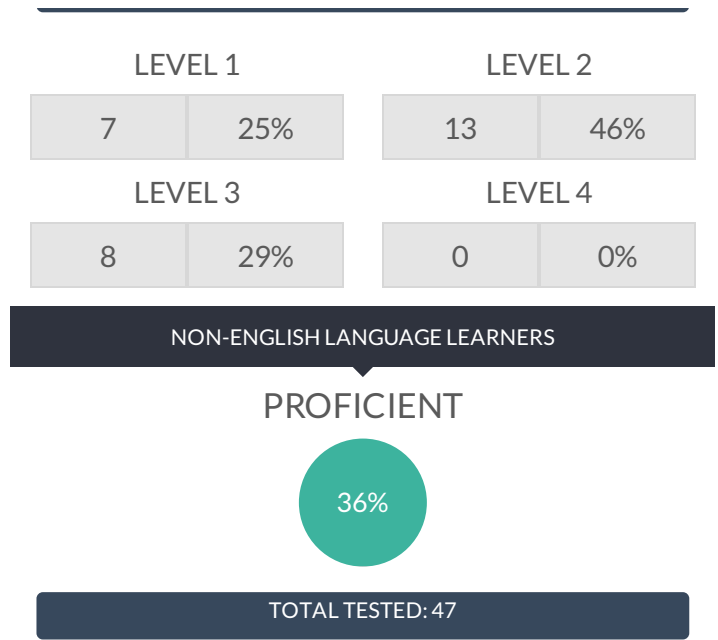 LEVEL 1 LEVEL 2
7 25% 13 46%
LEVEL 3 LEVEL 4
8 29% 0 0%
NON-ENGLISH LANGUAGE LEARNERS
PROFICIENT
36%
TOTAL TESTED: 47